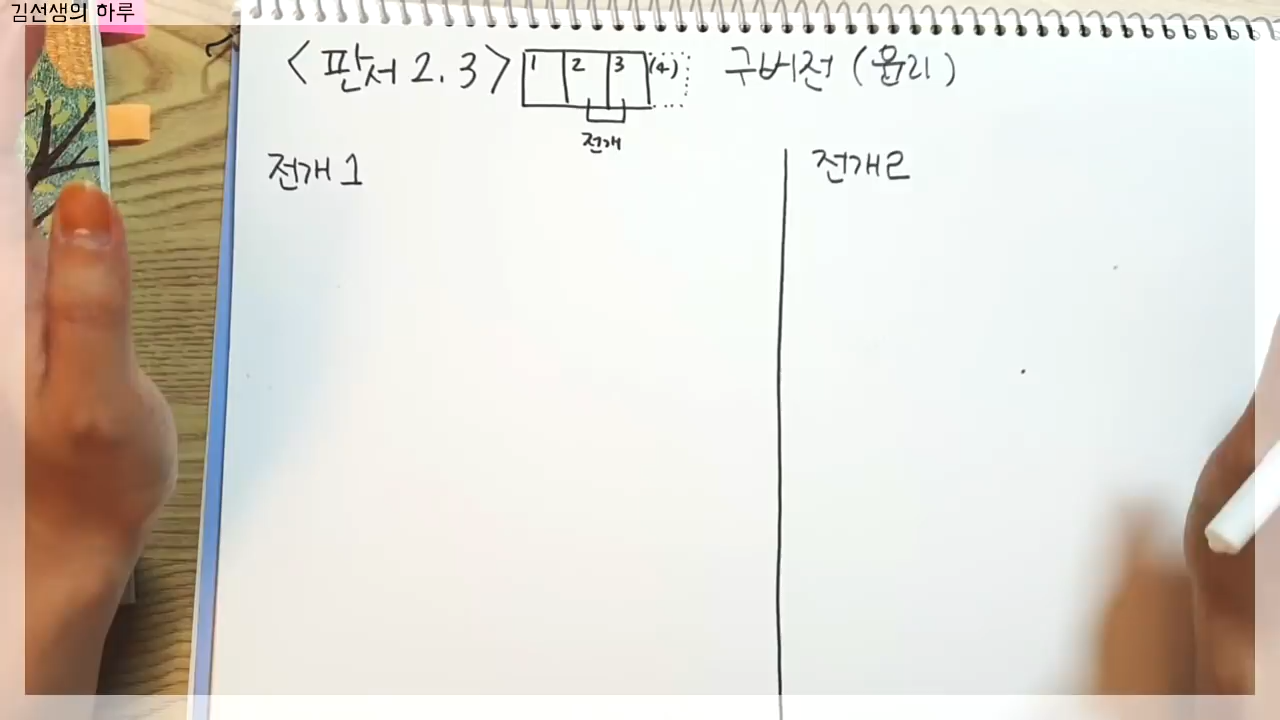 김선생의 하루
<판서 2.3> 1 2 3 (4) 구버전 (윤리)
전개
전개 1 전개2